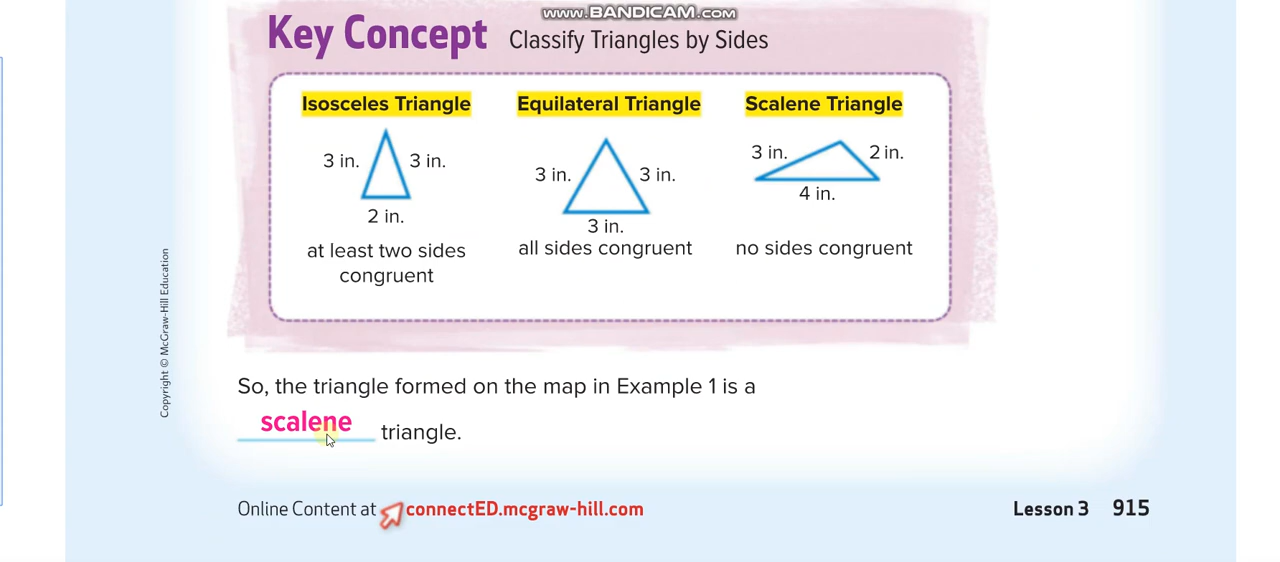 www.BANDICAM.com
Key Concept Classify Triangles by Sides
Isosceles Triangle
3 in.
3 in.
2 in.
at least two sides
congruent
Equilateral Triangle
3 in.
3 in.
3 in.
all sides congruent
Scalene Triangle
3 in.
2 in.
4 in.
no sides congruent
Copyright © McGraw-Hill Education
So, the triangle formed on the map in Example 1 is a
scalene triangle.
Online Content at connectED.mcgraw-hill.com
Lesson 3 915